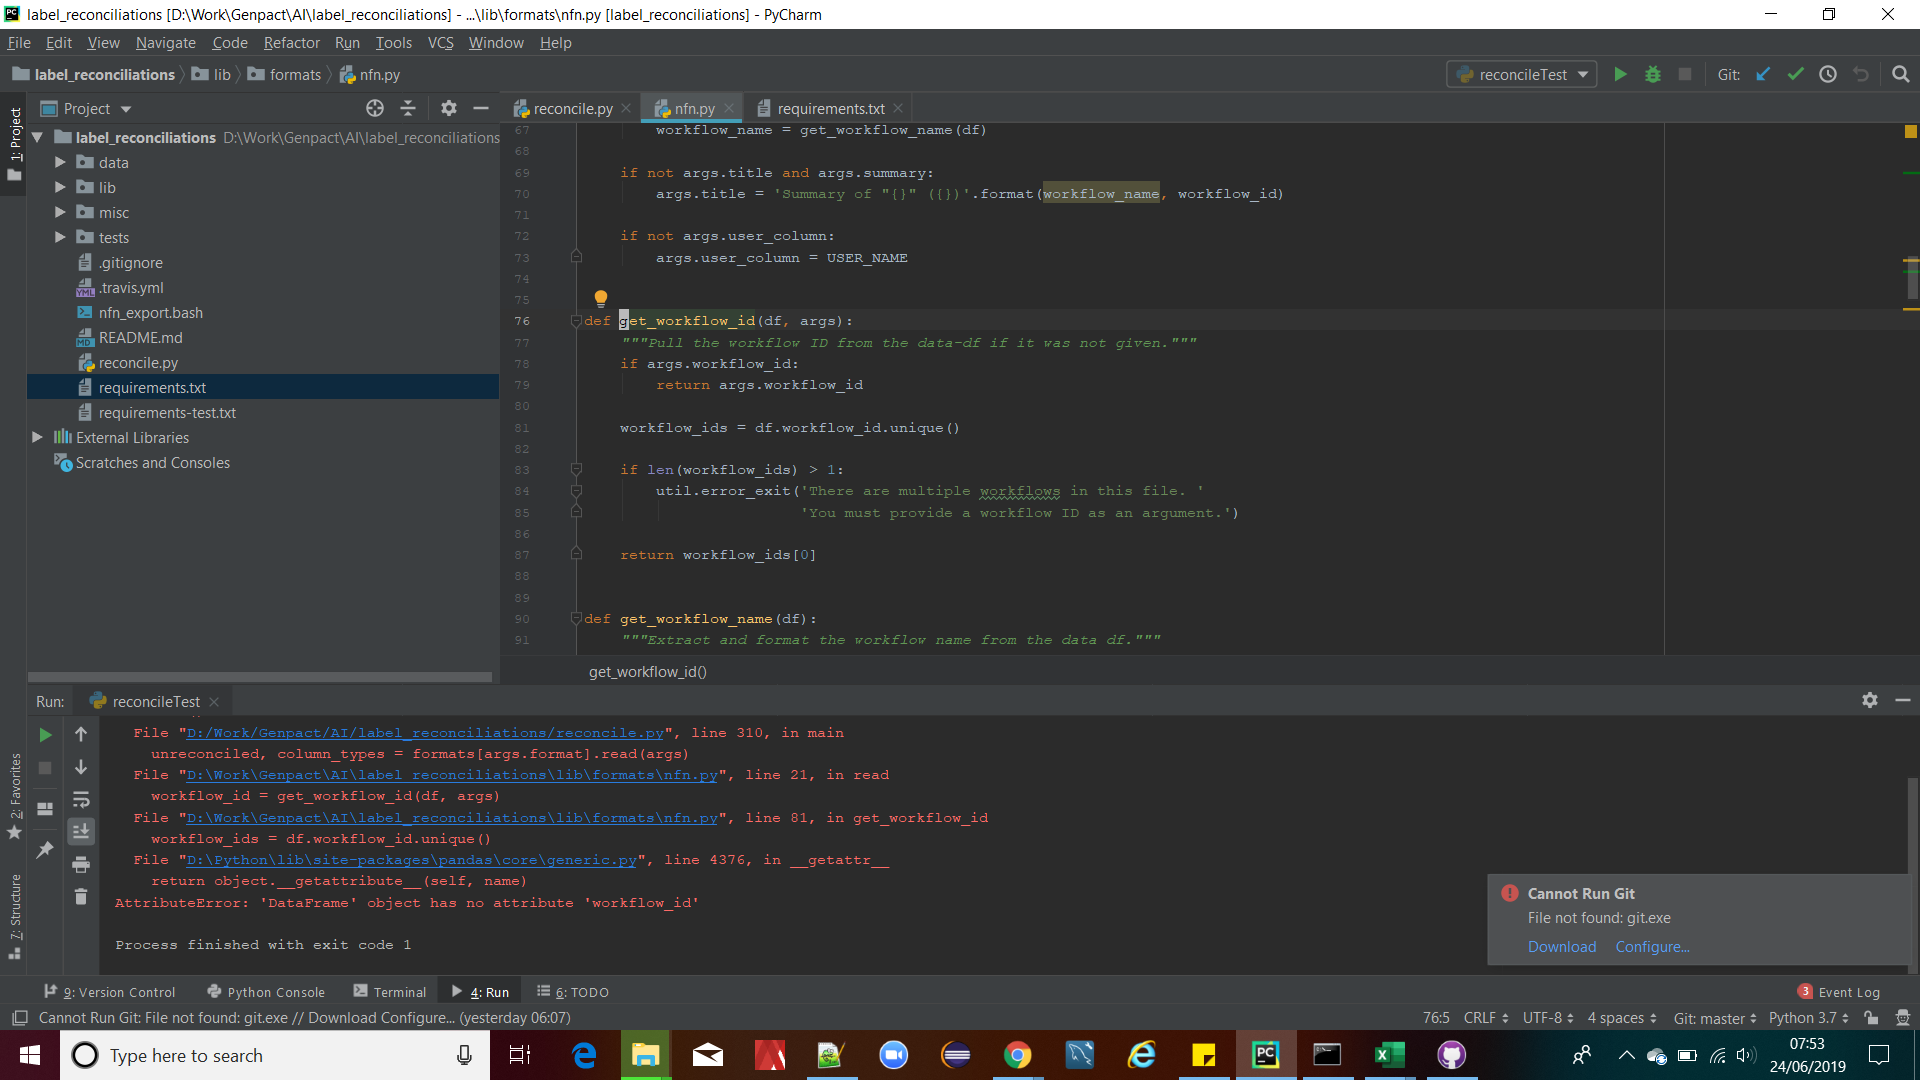 label_reconciliations [D:\Work\Genpact\AI\label_reconciliations] - ...\lib\formats\nfn.py [label_reconciliations] - PyCharm
File Edit View Navigate Code Refactor Run Tools VCS Window Help
label_reconciliations lib formats nfn.py reconcileTest Git:
Project reconcile.py nfn.py requirements.txt
1: Project
label_reconciliations D:\Work\Genpact\AI\label_reconciliations
data
lib
misc
tests
.gitignore
.travis.yml
nfn_export.bash
README.md
reconcile.py
requirements.txt
requirements-test.txt
External Libraries
Scratches and Consoles
67 workflow_name = get_workflow_name(df)
68
69 if not args.title and args.summary:
70 args.title = 'Summary of "{}" ({})'.format(workflow_name, workflow_id)
71
72 if not args.user_column:
73 args.user_column = USER_NAME
74
75
76 def get_workflow_id(df, args):
77 """Pull the workflow ID from the data-df if it was not given."""
78 if args.workflow_id:
79 return args.workflow_id
80
81 workflow_ids = df.workflow_id.unique()
82
83 if len(workflow_ids) > 1:
84 util.error_exit('There are multiple workflows in this file. '
85 'You must provide a workflow ID as an argument.')
86
87 return workflow_ids[0]
88
89
90 def get_workflow_name(df):
91 """Extract and format the workflow name from the data df."""
get_workflow_id()
Run: reconcileTest
File "D:/Work/Genpact/AI/label_reconciliations/reconcile.py", line 310, in main
unreconciled, column_types = formats[args.format].read(args)
File "D:\Work\Genpact\AI\label_reconciliations\lib\formats\nfn.py", line 21, in read
workflow_id = get_workflow_id(df, args)
File "D:\Work\Genpact\AI\label_reconciliations\lib\formats\nfn.py", line 81, in get_workflow_id
workflow_ids = df.workflow_id.unique()
File "D:\Python\lib\site-packages\pandas\core\generic.py", line 4376, in __getattr__
return object.__getattribute__(self, name)
AttributeError: 'DataFrame' object has no attribute 'workflow_id'
Process finished with exit code 1
2: Favorites
7: Structure
Cannot Run Git
File not found: git.exe
Download Configure...
9: Version Control Python Console Terminal 4: Run 6: TODO 3 Event Log
Cannot Run Git: File not found: git.exe // Download Configure... (yesterday 06:07) 76:5 CRLF UTF-8 4 spaces Git: master Python 3.7
Type here to search
07:53
24/06/2019